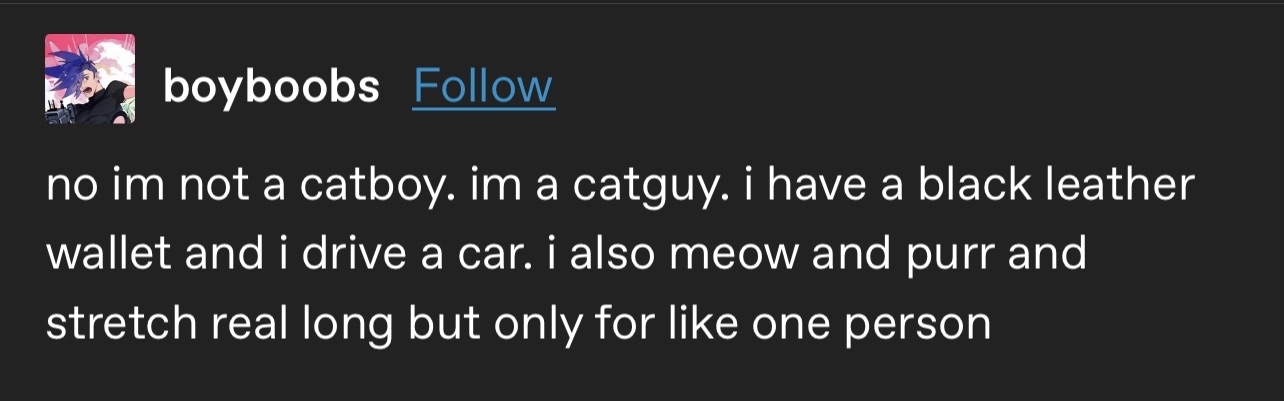 boyboobs Follow
no im not a catboy. im a catguy. i have a black leather
wallet and i drive a car. i also meow and purr and
stretch real long but only for like one person